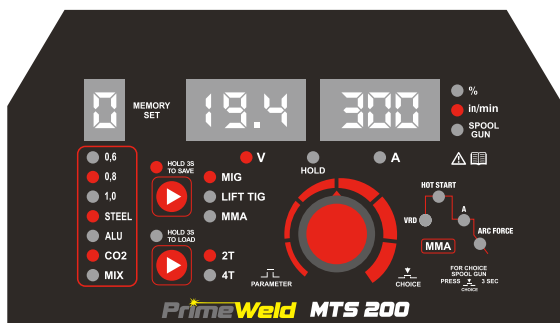 0
MEMORY
SET
19.4
300
%
in/min
SPOOL
GUN
V
HOLD
A
0,6
0,8
1,0
STEEL
ALU
CO2
MIX
HOLD 3S
TO SAVE
HOLD 3S
TO LOAD
MIG
LIFT TIG
MMA
2T
4T
PARAMETER
CHOICE
HOT START
VRD
A
ARC FORCE
MMA
FOR CHOICE
SPOOL GUN
PRESS 3 SEC
CHOICE
PrimeWeld MTS 200